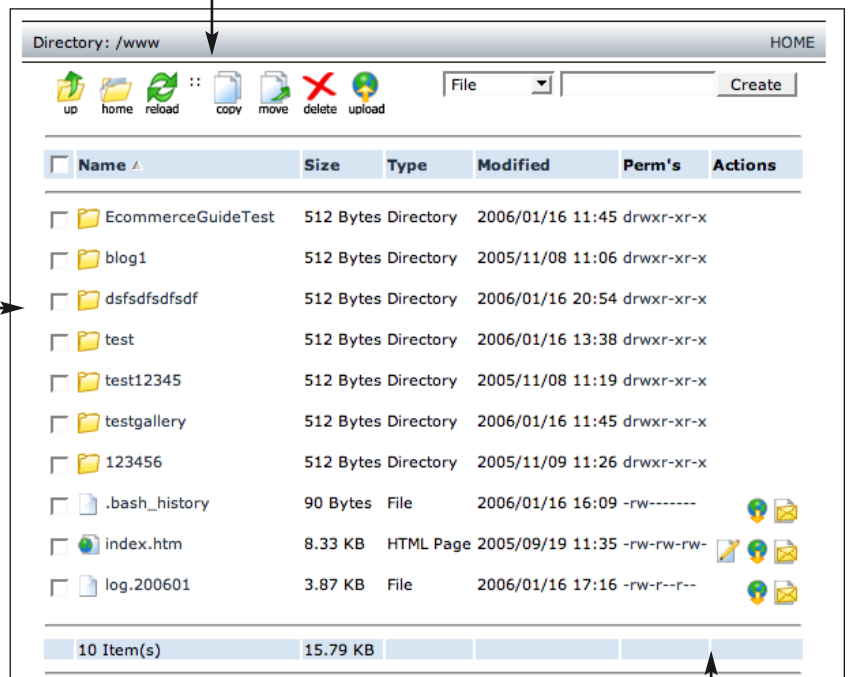 Directory: /www HOME
up home reload :: copy move delete upload File Create
Name Size Type Modified Perm's Actions
EcommerceGuideTest 512 Bytes Directory 2006/01/16 11:45 drwxr-xr-x
blog1 512 Bytes Directory 2005/11/08 11:06 drwxr-xr-x
dsfsdfsdfsdf 512 Bytes Directory 2006/01/16 20:54 drwxr-xr-x
test 512 Bytes Directory 2006/01/16 13:38 drwxr-xr-x
test12345 512 Bytes Directory 2005/11/08 11:19 drwxr-xr-x
testgallery 512 Bytes Directory 2006/01/16 11:45 drwxr-xr-x
123456 512 Bytes Directory 2005/11/09 11:26 drwxr-xr-x
.bash_history 90 Bytes File 2006/01/16 16:09 -rw-------
index.htm 8.33 KB HTML Page 2005/09/19 11:35 -rw-rw-rw-
log.200601 3.87 KB File 2006/01/16 17:16 -rw-r--r--
10 Item(s) 15.79 KB